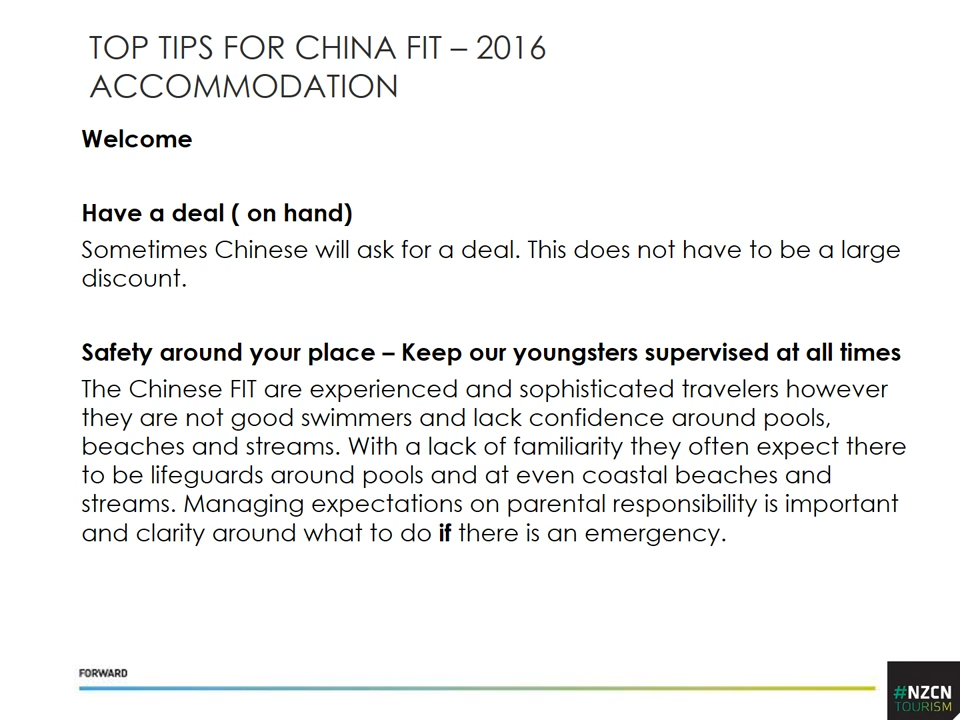 TOP TIPS FOR CHINA FIT – 2016
ACCOMMODATION
Welcome
Have a deal ( on hand)
Sometimes Chinese will ask for a deal. This does not have to be a large
discount.
Safety around your place – Keep our youngsters supervised at all times
The Chinese FIT are experienced and sophisticated travelers however
they are not good swimmers and lack confidence around pools,
beaches and streams. With a lack of familiarity they often expect there
to be lifeguards around pools and at even coastal beaches and
streams. Managing expectations on parental responsibility is important
and clarity around what to do if there is an emergency.
FORWARD
#NZCN
TOURISM